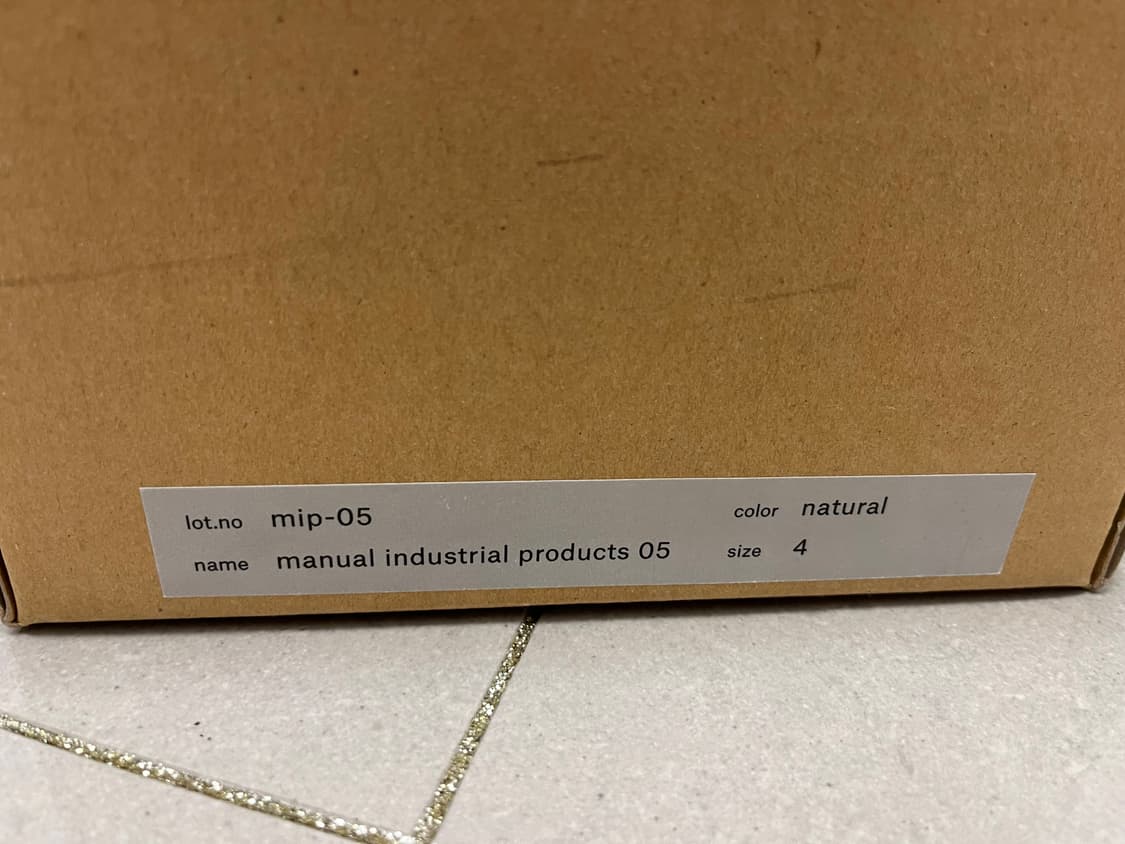 lot.no mip-05 color natural
name manual industrial products 05 size 4